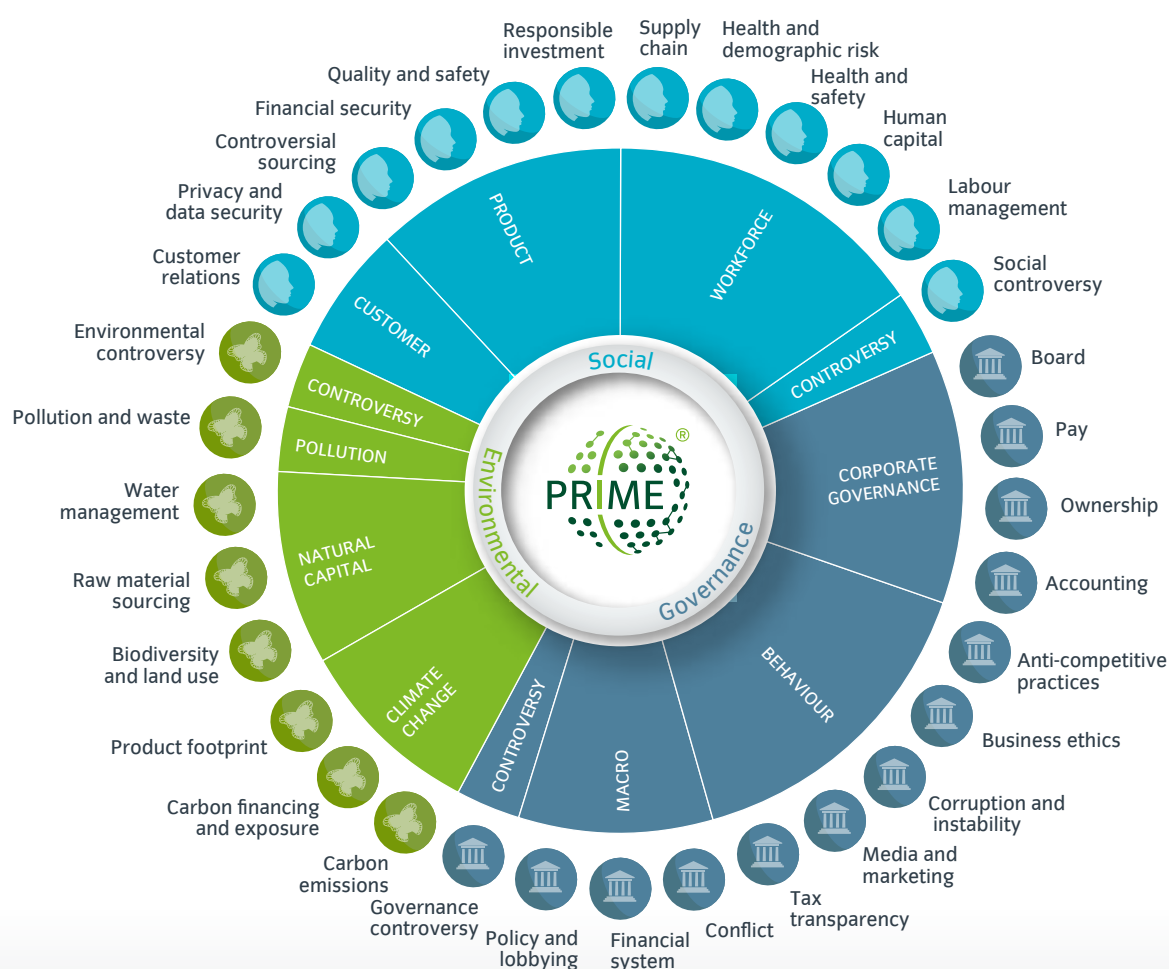 Responsible
investment
Supply
chain
Health and
demographic risk
Quality and safety
Health and
safety
Financial security
Human
capital
Controversial
sourcing
Privacy and
data security
Labour
management
Customer
relations
Social
controversy
Environmental
controversy
Board
Pollution and waste
Pay
Water
management
Ownership
Raw material
sourcing
Accounting
Biodiversity
and land use
Anti-competitive
practices
Product footprint
Business ethics
Carbon financing
and exposure
Corruption and
instability
Carbon
emissions
Media and
marketing
Governance
controversy
Tax
transparency
Policy and
lobbying
Financial
system
Conflict
PRODUCT
WORKFORCE
CUSTOMER
CONTROVERSY
CONTROVERSY
POLLUTION
CORPORATE
GOVERNANCE
NATURAL
CAPITAL
CLIMATE
CHANGE
BEHAVIOUR
CONTROVERSY
MACRO
Social
Environmental
Governance
PRIME
®